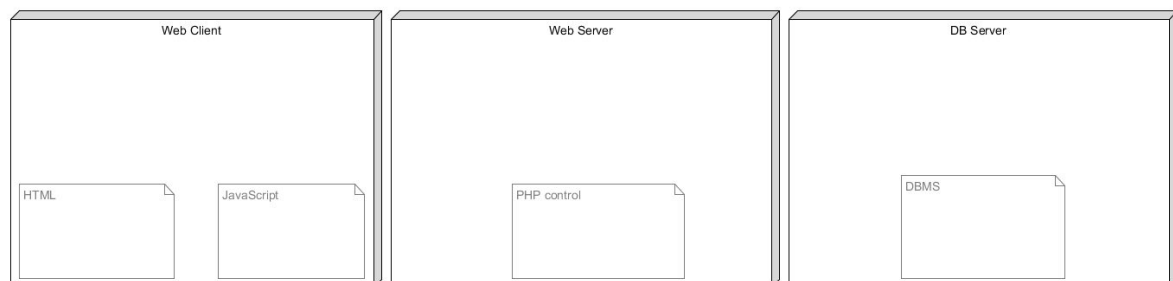 Web Client
Web Server
DB Server
HTML
JavaScript
PHP control
DBMS